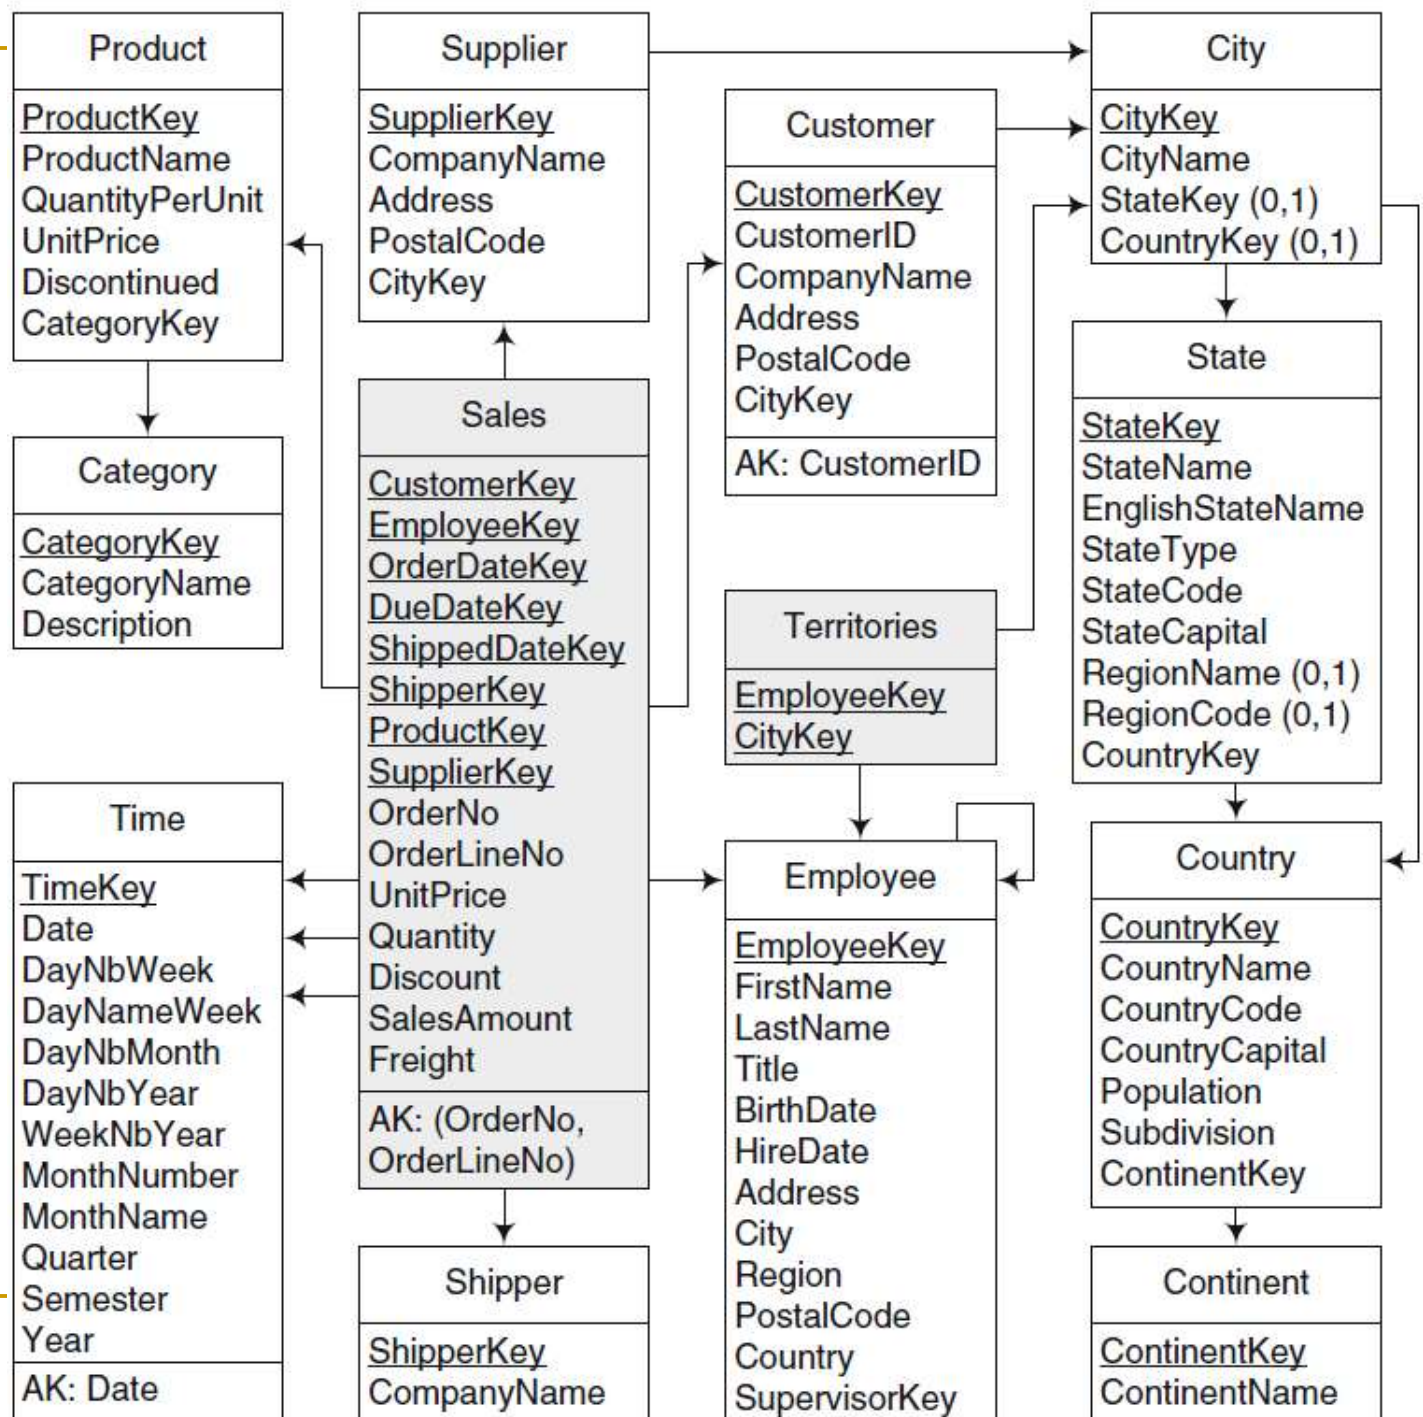 Product
ProductKey
ProductName
QuantityPerUnit
UnitPrice
Discontinued
CategoryKey
Category
CategoryKey
CategoryName
Description
Time
TimeKey
Date
DayNbWeek
DayNameWeek
DayNbMonth
DayNbYear
WeekNbYear
MonthNumber
MonthName
Quarter
Semester
Year
AK: Date
Supplier
SupplierKey
CompanyName
Address
PostalCode
CityKey
Sales
CustomerKey
EmployeeKey
OrderDateKey
DueDateKey
ShippedDateKey
ShipperKey
ProductKey
SupplierKey
OrderNo
OrderLineNo
UnitPrice
Quantity
Discount
SalesAmount
Freight
AK: (OrderNo,
OrderLineNo)
Shipper
ShipperKey
CompanyName
Customer
CustomerKey
CustomerID
CompanyName
Address
PostalCode
CityKey
AK: CustomerID
Territories
EmployeeKey
CityKey
Employee
EmployeeKey
FirstName
LastName
Title
BirthDate
HireDate
Address
City
Region
PostalCode
Country
SupervisorKey
City
CityKey
CityName
StateKey (0,1)
CountryKey (0,1)
State
StateKey
StateName
EnglishStateName
StateType
StateCode
StateCapital
RegionName (0,1)
RegionCode (0,1)
CountryKey
Country
CountryKey
CountryName
CountryCode
CountryCapital
Population
Subdivision
ContinentKey
Continent
ContinentKey
ContinentName